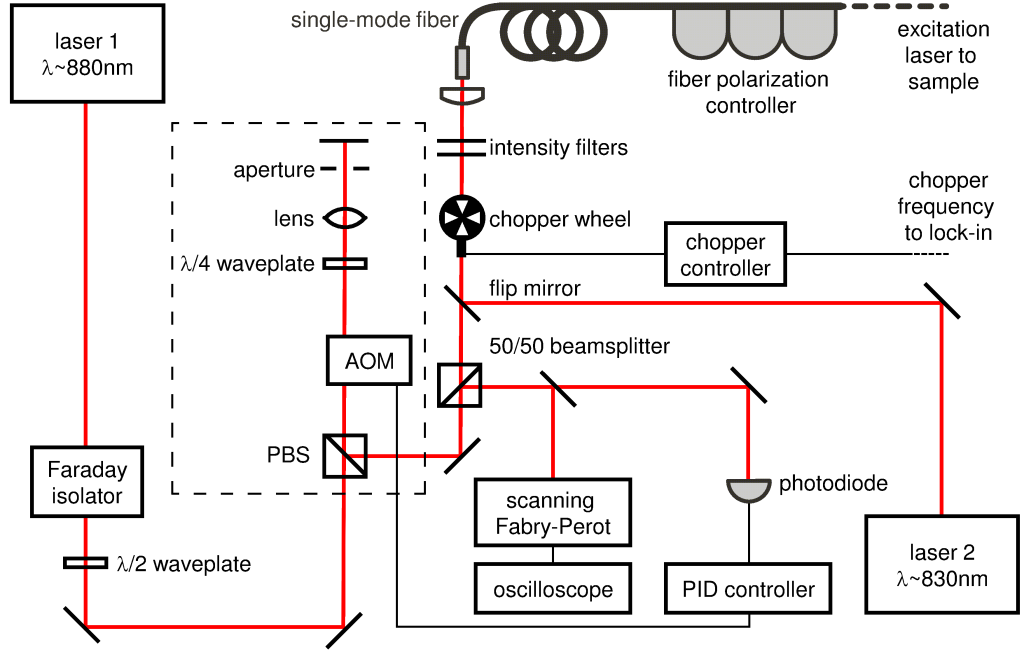 laser 1
λ~880nm
single-mode fiber
fiber polarization
controller
excitation
laser to
sample
aperture
lens
λ/4 waveplate
AOM
PBS
intensity filters
chopper wheel
chopper
controller
chopper
frequency
to lock-in
flip mirror
50/50 beamsplitter
Faraday
isolator
λ/2 waveplate
scanning
Fabry-Perot
oscilloscope
photodiode
PID controller
laser 2
λ~830nm